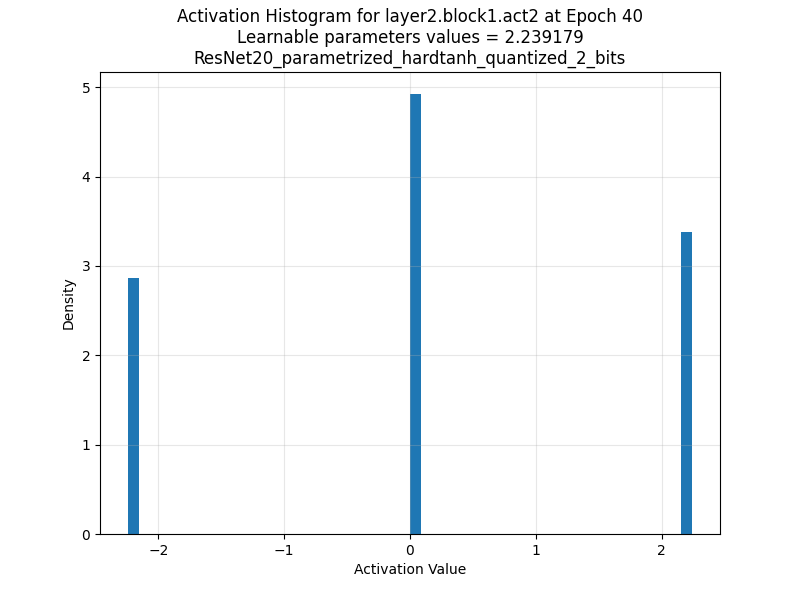 Activation Histogram for layer2.block1.act2 at Epoch 40
Learnable parameters values = 2.239179
ResNet20_parametrized_hardtanh_quantized_2_bits
5
4
3
2
1
0
Density
−2
−1
0
1
2
Activation Value